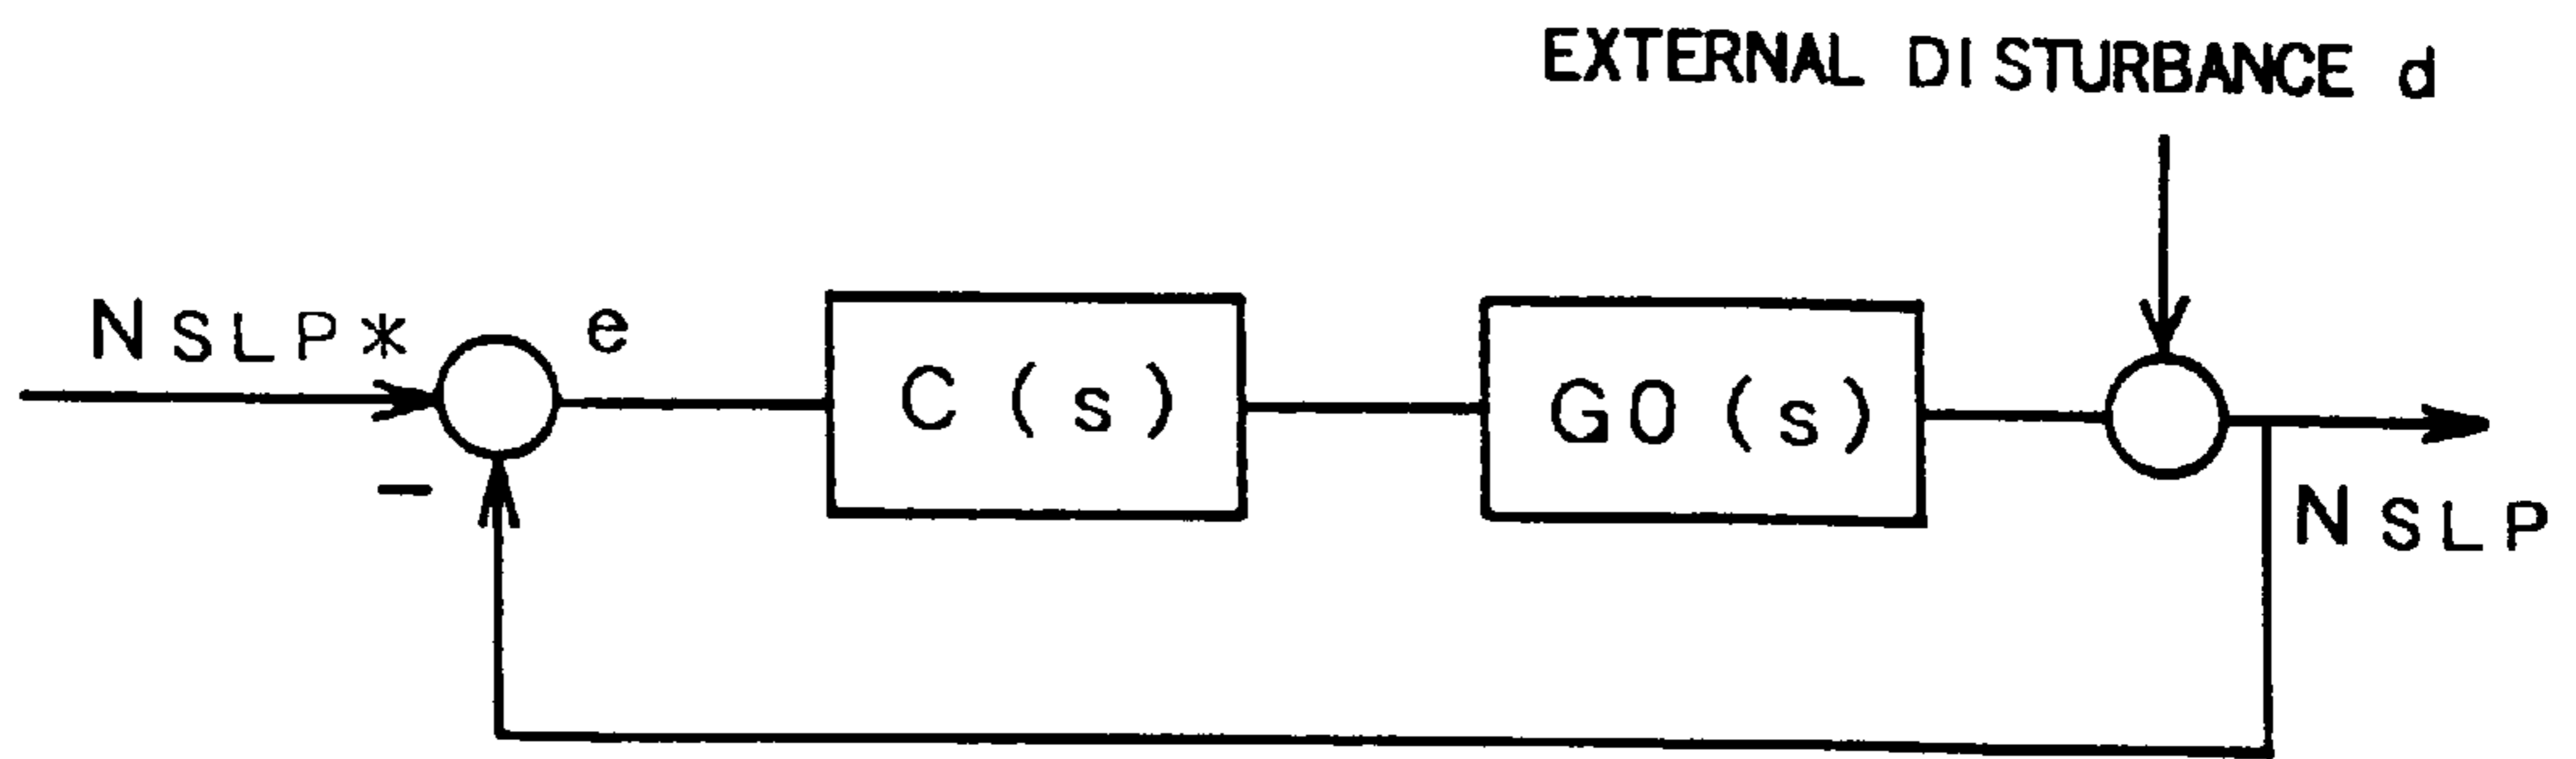 EXTERNAL DISTURBANCE d
NSLP*
e
C(s)
G0(s)
-
NSLP